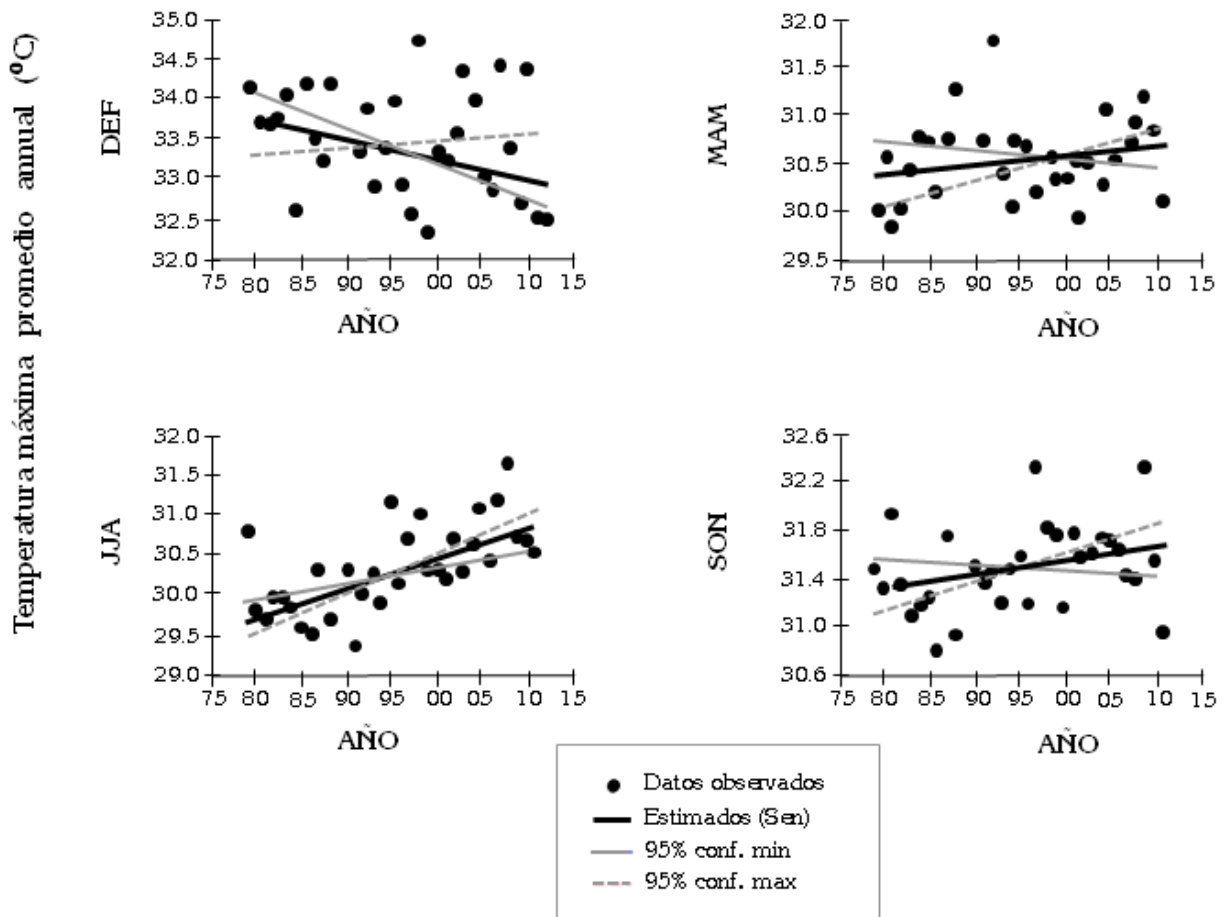 Temperatura máxima promedio annual (ºC)
DEF
35.0
34.5
34.0
33.5
33.0
32.5
32.0
75 80 85 90 95 00 05 10 15
AÑO
MAM
32.0
31.5
31.0
30.5
30.0
29.5
75 80 85 90 95 00 05 10 15
AÑO
JJA
32.0
31.5
31.0
30.5
30.0
29.5
29.0
75 80 85 90 95 00 05 10 15
AÑO
SON
32.6
32.2
31.8
31.4
31.0
30.6
75 80 85 90 95 00 05 10 15
AÑO
Datos observados
Estimados (Sen)
95% conf. min
95% conf. max